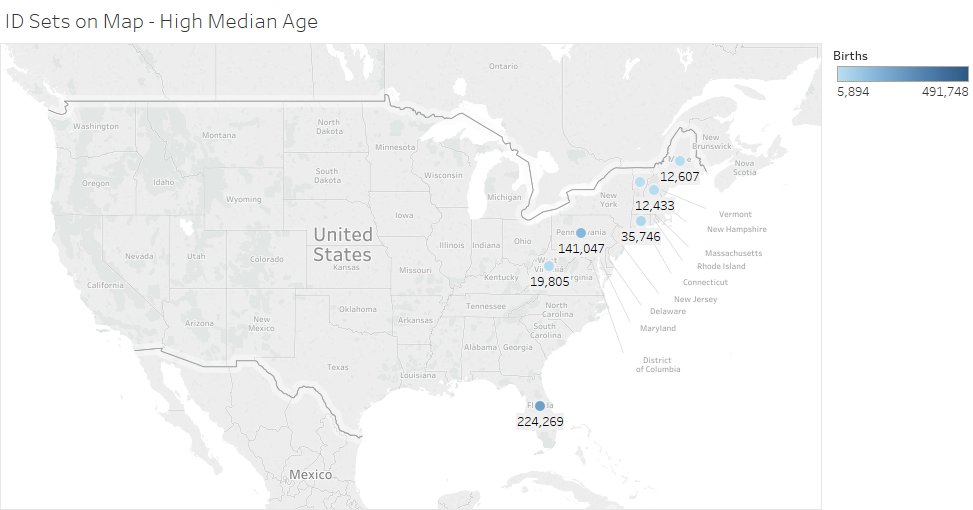 ID Sets on Map - High Median Age
Births
5,894 491,748
Ontario
Washington
Montana
North
Dakota
Minnesota
New
Brunswick
Nova
Scotia
Oregon
Idaho
South
Dakota
Wisconsin
Michigan
12,607
Wyoming
New
York
12,433
Iowa
Vermont
New Hampshire
United
States
Nevada
Utah
Colorado
Kansas
Illinois
Indiana
Ohio
35,746
141,047
Massachusetts
Rhode Island
California
Missouri
Kentucky
19,805
Connecticut
New Jersey
Delaware
Maryland
Oklahoma
Arkansas
Tennessee
North
Carolina
Arizona
New
Mexico
South
Carolina
Alabama
Georgia
Texas
Louisiana
District
of Columbia
224,269
Mexico